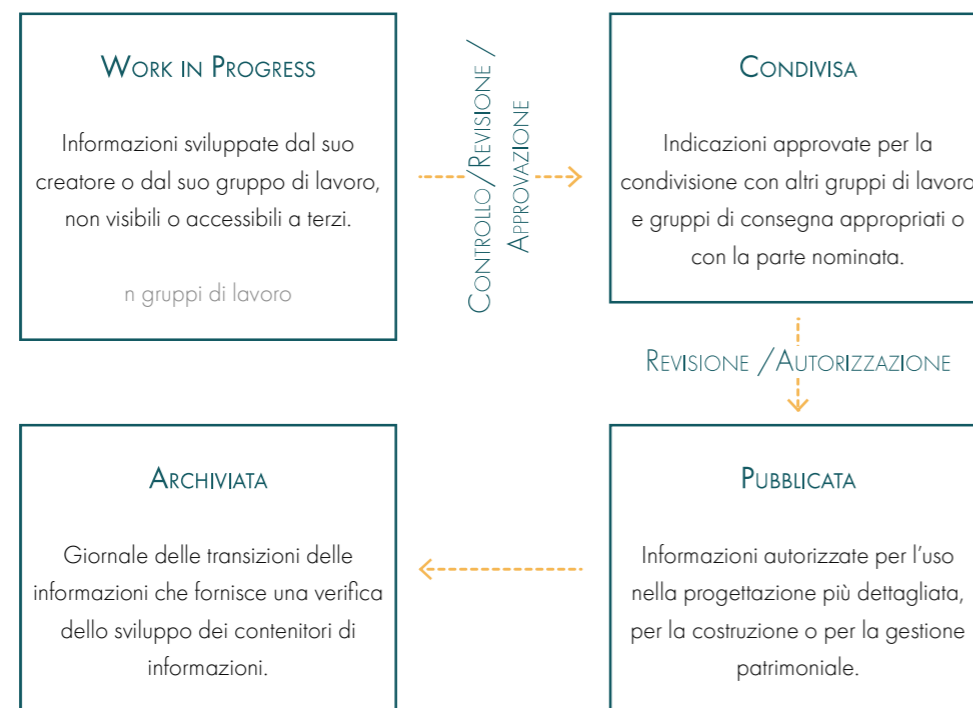 Work in Progress
Informazioni sviluppate dal suo
creatore o dal suo gruppo di lavoro,
non visibili o accessibili a terzi.
n gruppi di lavoro
Controllo/Revisione /
Approvazione
Condivisa
Indicazioni approvate per la
condivisione con altri gruppi di lavoro
e gruppi di consegna appropriati o
con la parte nominata.
Revisione /Autorizzazione
Archiviata
Giornale delle transizioni delle
informazioni che fornisce una verifica
dello sviluppo dei contenitori di
informazioni.
Pubblicata
Informazioni autorizzate per l’uso
nella progettazione più dettagliata,
per la costruzione o per la gestione
patrimoniale.